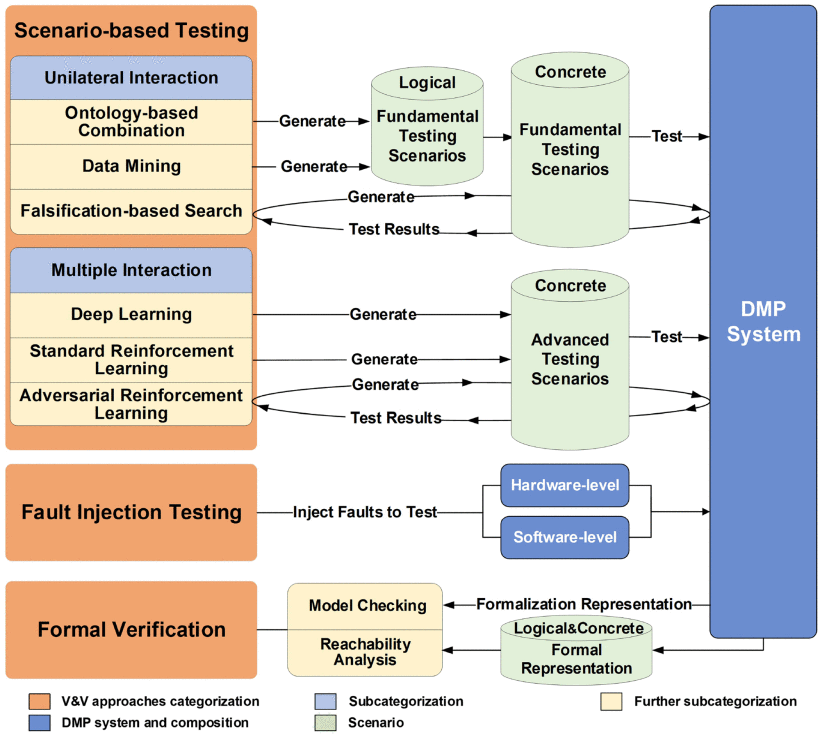 Scenario-based Testing
Unilateral Interaction
Ontology-based
Combination
Data Mining
Falsification-based Search
Generate
Generate
Logical
Fundamental
Testing
Scenarios
Concrete
Fundamental
Testing
Scenarios
Test
Generate
Test Results
Multiple Interaction
Deep Learning
Standard Reinforcement
Learning
Adversarial Reinforcement
Learning
Generate
Generate
Generate
Test Results
Concrete
Advanced
Testing
Scenarios
Test
DMP
System
Fault Injection Testing
Inject Faults to Test
Hardware-level
Software-level
Formal Verification
Model Checking
Reachability
Analysis
Formalization Representation
Logical&Concrete
Formal
Representation
V&V approaches categorization
Subcategorization
Further subcategorization
DMP system and composition
Scenario